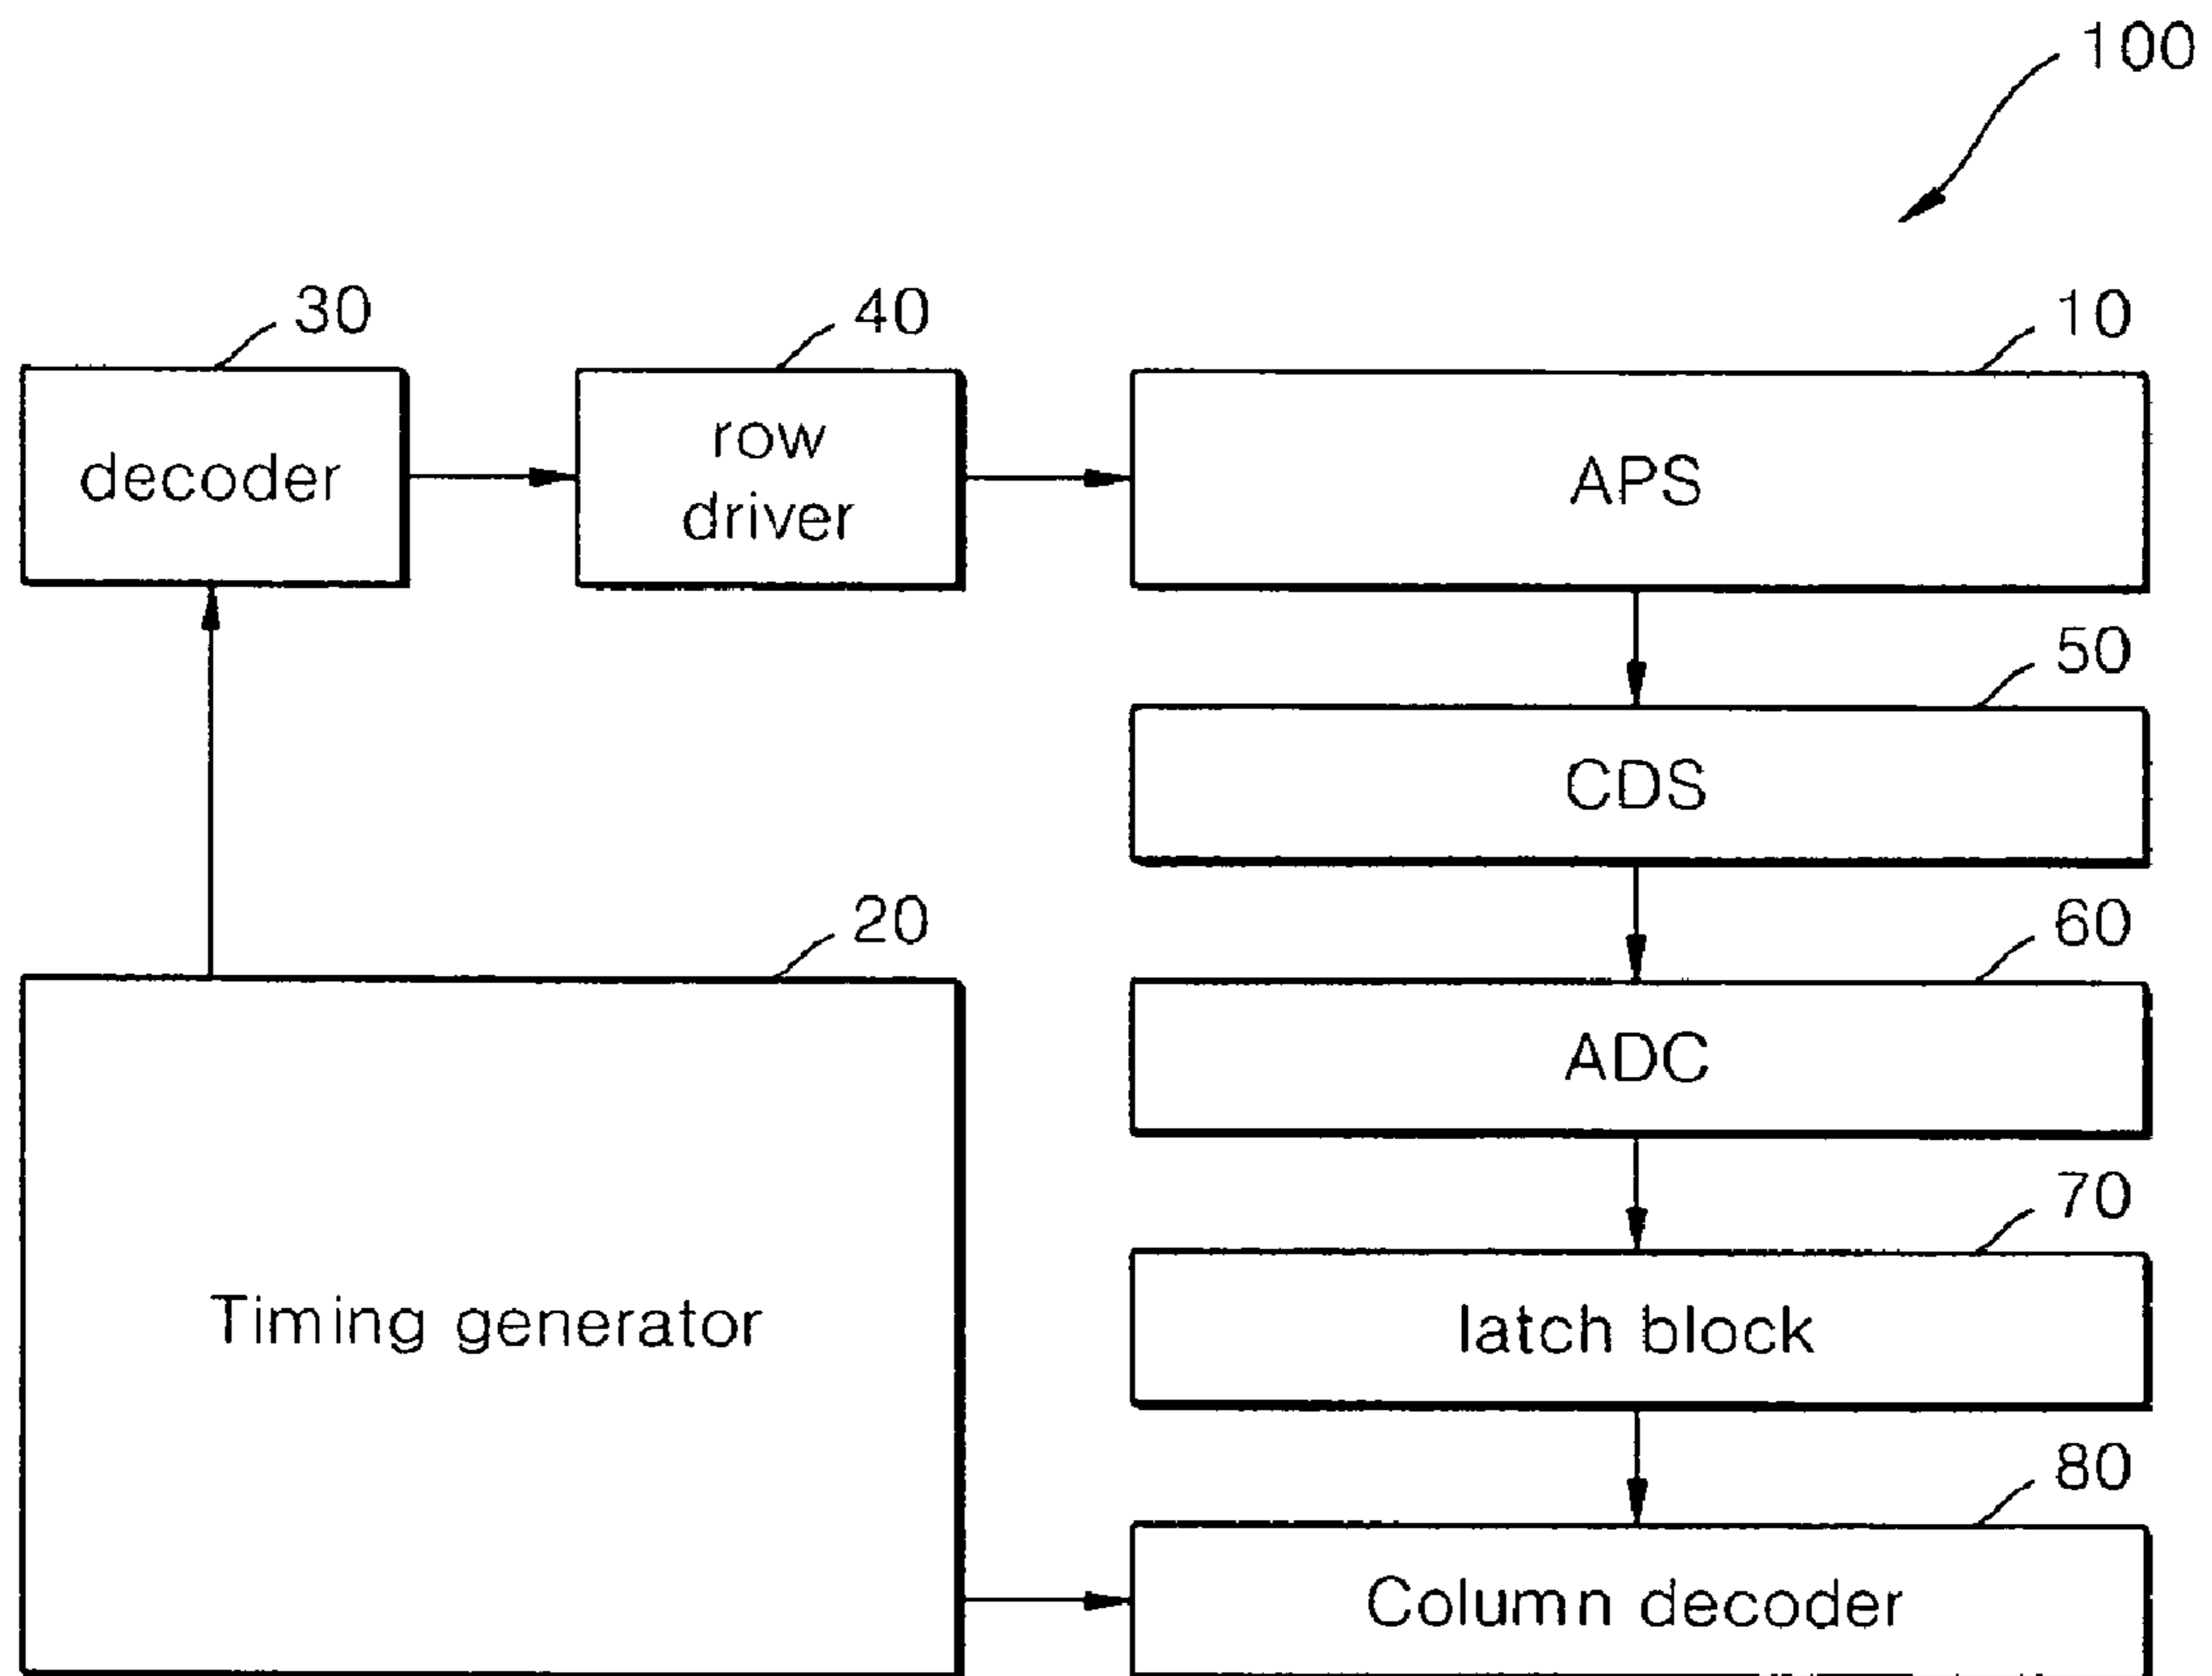 100
30
40
10
decoder
row
driver
APS
50
CDS
20
60
ADC
70
Timing generator
latch block
80
Column decoder